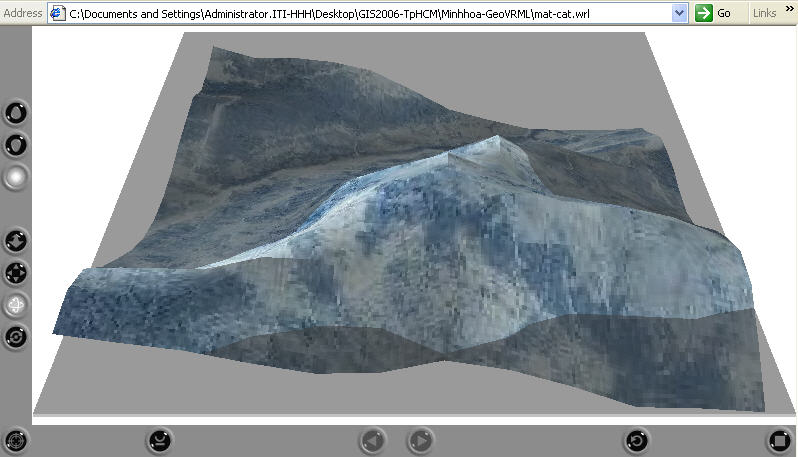 Address C:\Documents and Settings\Administrator.ITI-HHH\Desktop\GIS2006-TpHCM\Minhhoa-GeoVRML\mat-cat.wrl Go Links »